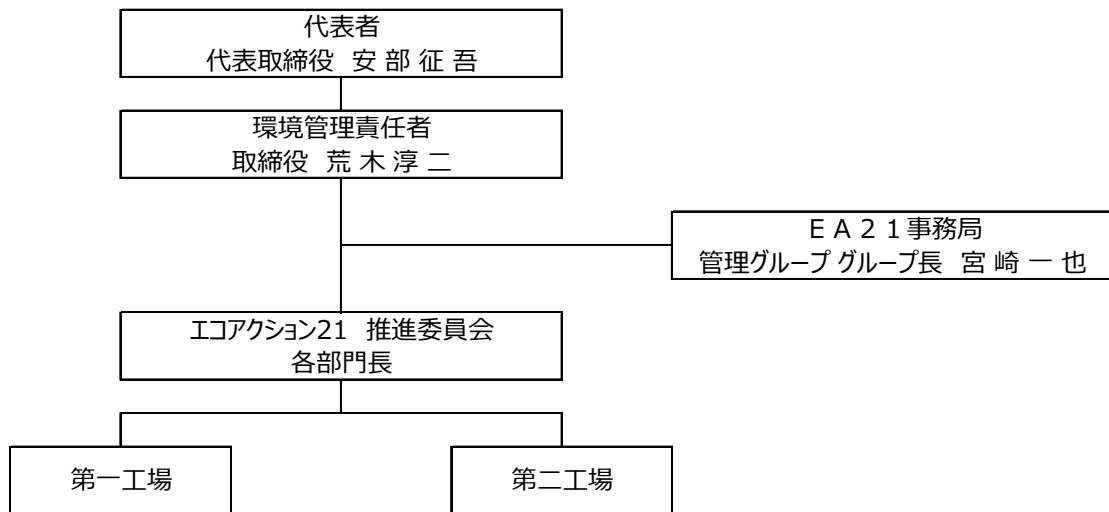 代表者
代表取締役 安 部 征 吾
環境管理責任者
取締役 荒 木 淳 二
E A 2 1 事務局
管理グループ グループ長 宮 崎 一 也
エコアクション21 推進委員会
各部門長
第一工場
第二工場